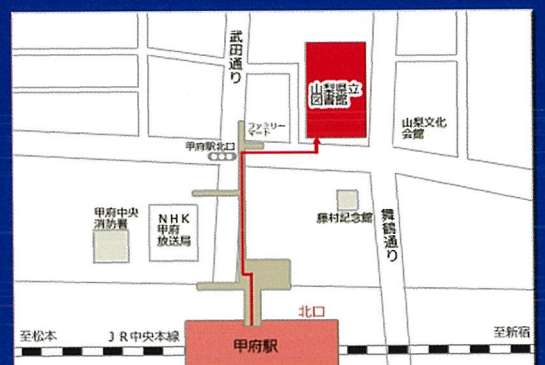 武田通り
山梨県立
図書館
ファミリー
マート
山梨文化
会館
甲府駅北口
甲府中央
消防署
NHK
甲府
放送局
藤村記念館
舞鶴通り
北口
至松本
JR中央本線
甲府駅
至新宿